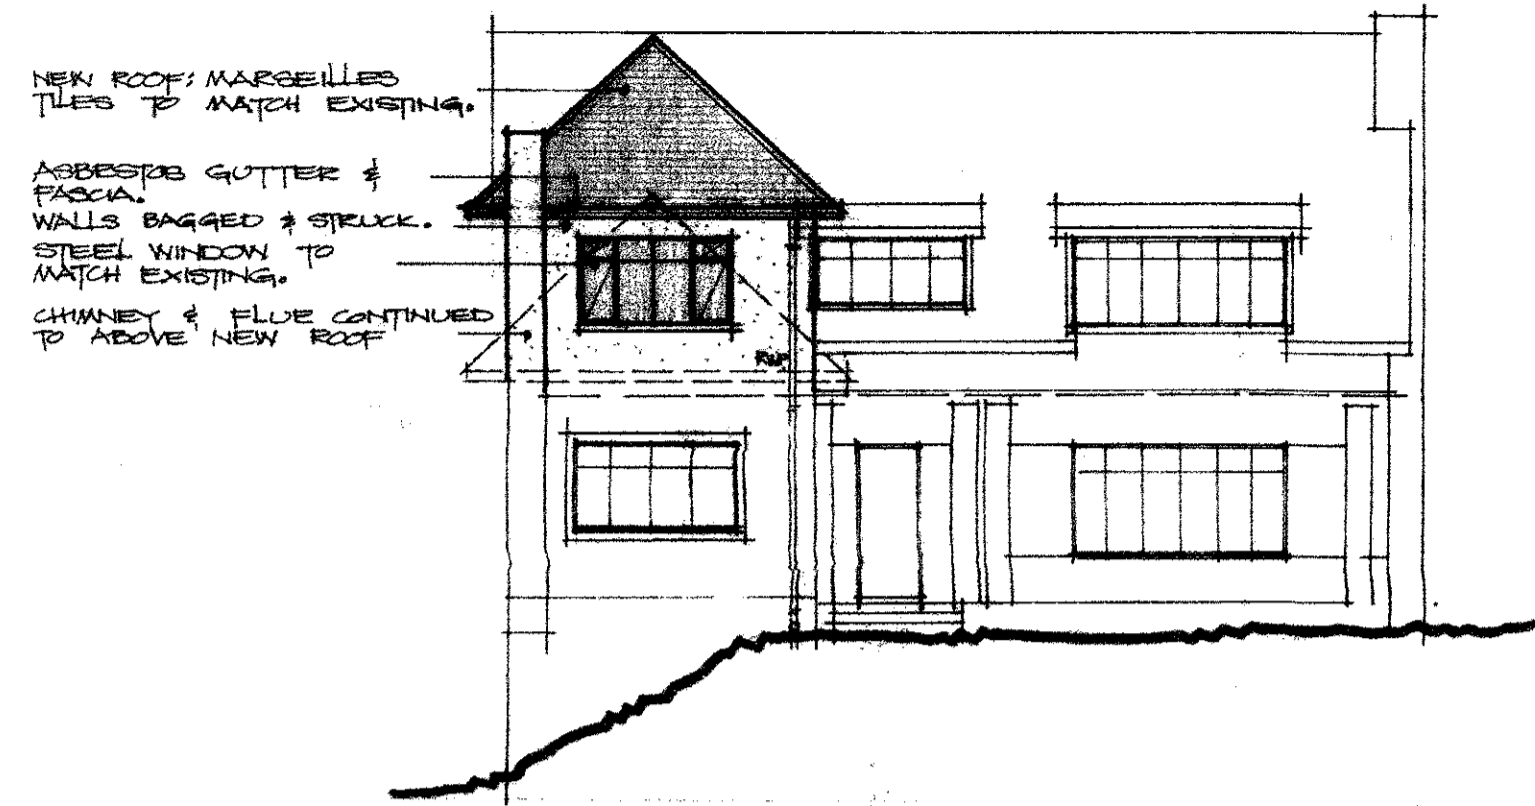 NEW ROOF: MARSEILLES
TILES TO MATCH EXISTING.
ASBESTOS GUTTER &
FASCIA.
WALLS BAGGED & STRUCK.
STEEL WINDOW TO
MATCH EXISTING.
CHIMNEY & FLUE CONTINUED
TO ABOVE NEW ROOF
RWP